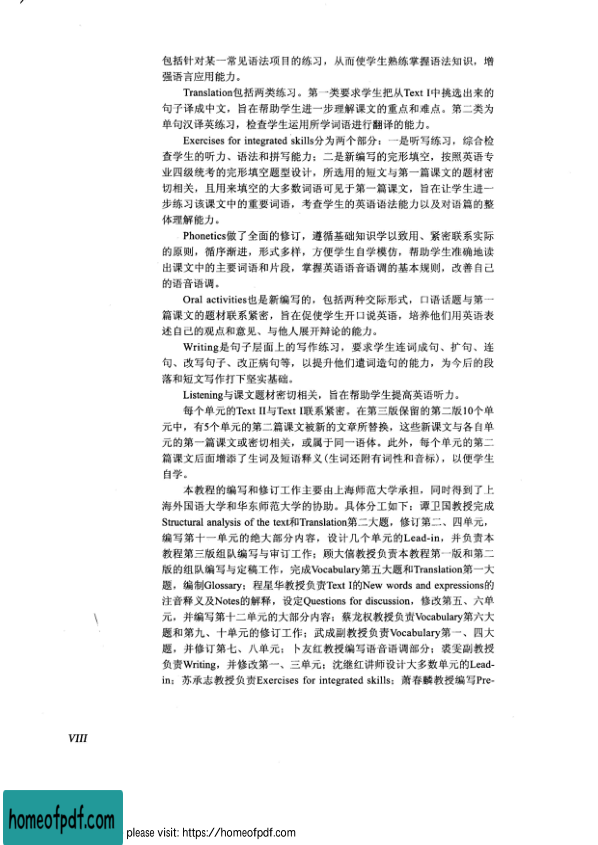 包括针对某一常见语法项目的练习，从而使学生熟练掌握语法知识，增
强语言应用能力。
Translation包括两类练习。第一类要求学生把从Text I中挑选出来的
句子译成中文，旨在帮助学生进一步理解课文的重点和难点。第二类为
单句汉译英练习，检查学生运用所学词语进行翻译的能力。
Exercises for integrated skills分为两个部分：一是听写练习，综合检
查学生的听力、语法和拼写能力；二是新编写的完形填空，按照英语专
业四级统考的完形填空题型设计，所选用的短文与第一篇课文的题材密
切相关，且用来填空的大多数词语可见于第一篇课文，旨在让学生进一
步练习该课文中的重要词语，考查学生的英语语法能力以及对语篇的整
体理解能力。
Phonetics做了全面的修订，遵循基础知识学以致用、紧密联系实际
的原则，循序渐进，形式多样，方便学生自学模仿，帮助学生准确地读
出课文中的主要词语和片段，掌握英语语音语调的基本规则，改善自己
的语音语调。
Oral activities也是新编写的，包括两种交际形式，口语话题与第一
篇课文的题材联系紧密，旨在促使学生开口说英语，培养他们用英语表
述自己的观点和意见、与他人展开辩论的能力。
Writing是句子层面上的写作练习，要求学生连词成句、扩句、连
句、改写句子、改正病句等，以提升他们遣词造句的能力，为今后的段
落和短文写作打下坚实基础。
Listening与课文题材密切相关，旨在帮助学生提高英语听力。
每个单元的Text II与Text I联系紧密。在第三版保留的第二版10个单
元中，有5个单元的第二篇课文被新的文章所替换，这些新课文与各自单
元的第一篇课文或密切相关，或属于同一语体。此外，每个单元的第二
篇课文后面增添了生词及短语释义(生词还附有词性和音标)，以便学生
自学。
本教程的编写和修订工作主要由上海师范大学承担，同时得到了上
海外国语大学和华东师范大学的协助。具体分工如下：谭卫国教授完成
Structural analysis of the text和Translation第二大题，修订第二、四单元，
编写第十一单元的绝大部分内容，设计几个单元的Lead-in，并负责本
教程第三版组队编写与审订工作；顾大僖教授负责本教程第一版和第二
版的组队编写与定稿工作，完成Vocabulary第五大题和Translation第一大
题，编制Glossary；程星华教授负责Text I的New words and expressions的
注音释义及Notes的解释，设定Questions for discussion，修改第五、六单
元，并编写第十二单元的大部分内容；蔡龙权教授负责Vocabulary第六大
题和第九、十单元的修订工作；武成副教授负责Vocabulary第一、四大
题，并修订第七、八单元；卜友红教授编写语音语调部分；裘雯副教授
负责Writing，并修改第一、三单元；沈继红讲师设计大多数单元的Lead-
in；苏承志教授负责Exercises for integrated skills；萧春麟教授编写Pre-
VIII
homeofpdf.com
please visit: https://homeofpdf.com